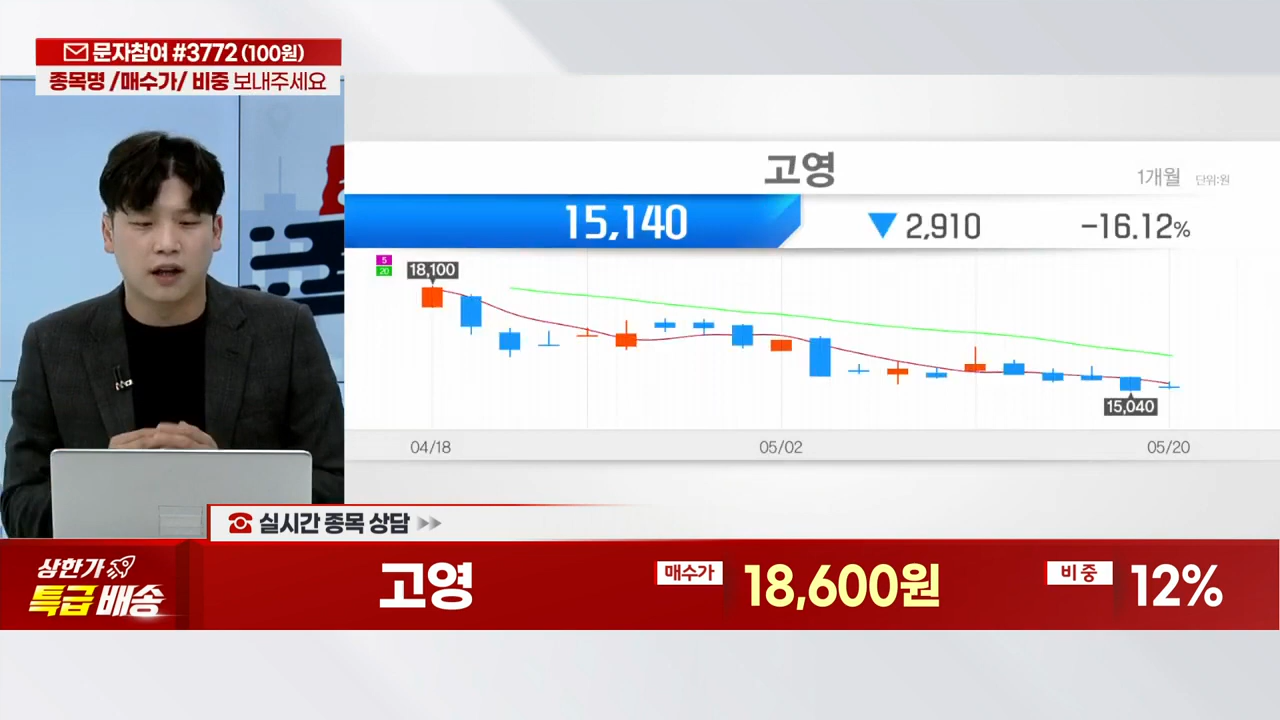 문자참여 #3772 (100원)
종목명 /매수가/ 비중 보내주세요
고영
1개월 단위:원
15,140
▼ 2,910
-16.12%
5
20
18,100
15,040
04/18
05/02
05/20
실시간 종목 상담
상한가
특급 배송
고영
매수가
18,600원
비중
12%